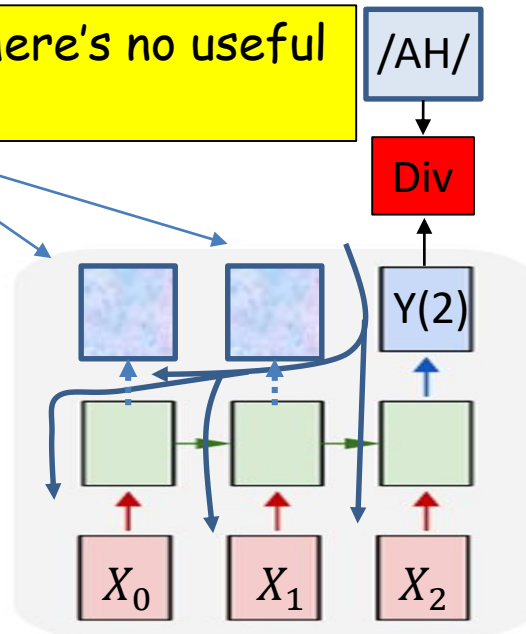 here's no useful
/AH/
Div
Y(2)
X₀ X₁ X₂